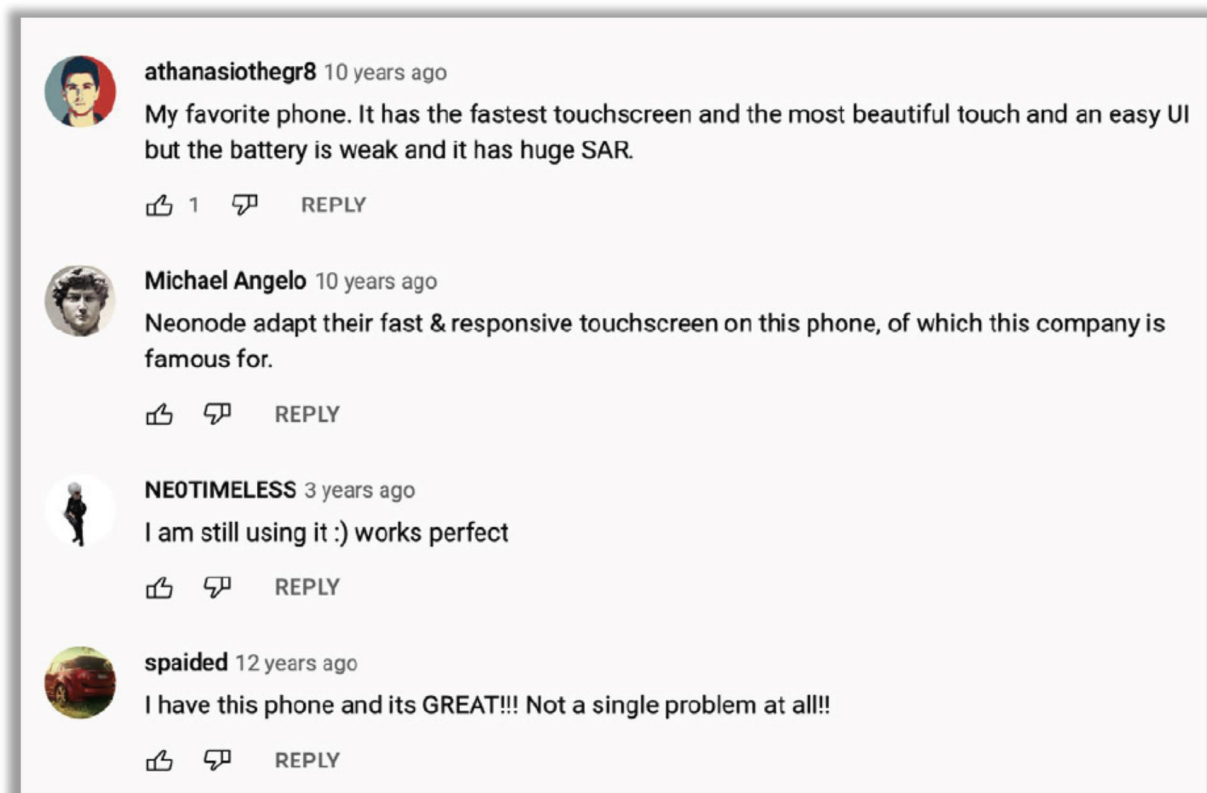 athanasiothegr8 10 years ago
My favorite phone. It has the fastest touchscreen and the most beautiful touch and an easy UI
but the battery is weak and it has huge SAR.
1 REPLY
Michael Angelo 10 years ago
Neonode adapt their fast & responsive touchscreen on this phone, of which this company is
famous for.
REPLY
NE0TIMELESS 3 years ago
I am still using it :) works perfect
REPLY
spaided 12 years ago
I have this phone and its GREAT!!! Not a single problem at all!!
REPLY